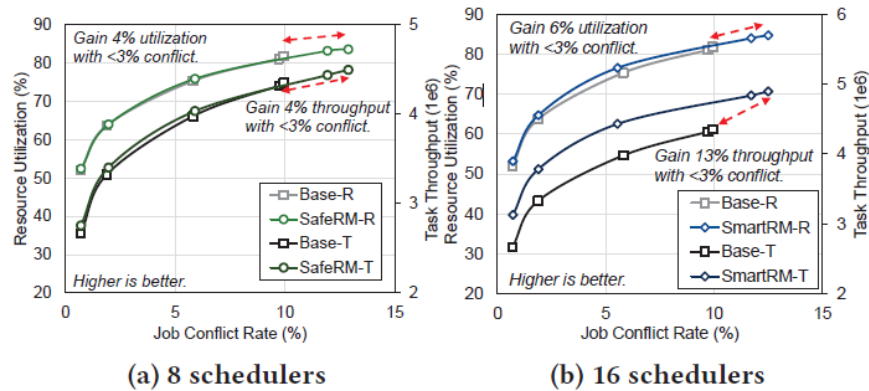 90
80
70
60
50
40
30
20
Resource Utilization (%)
Gain 4% utilization
with <3% conflict.
Gain 4% throughput
with <3% conflict.
Base-R
SafeRM-R
Base-T
SafeRM-T
Higher is better.
5
4
3
2
Task Throughput (1e6)
0
5
10
15
Job Conflict Rate (%)
(a) 8 schedulers
90
80
70
60
50
40
30
20
Resource Utilization (%)
Gain 6% utilization
with <3% conflict.
Gain 13% throughput
with <3% conflict.
Base-R
SmartRM-R
Base-T
SmartRM-T
Higher is better.
6
5
4
3
2
Task Throughput (1e6)
0
5
10
15
Job Conflict Rate (%)
(b) 16 schedulers